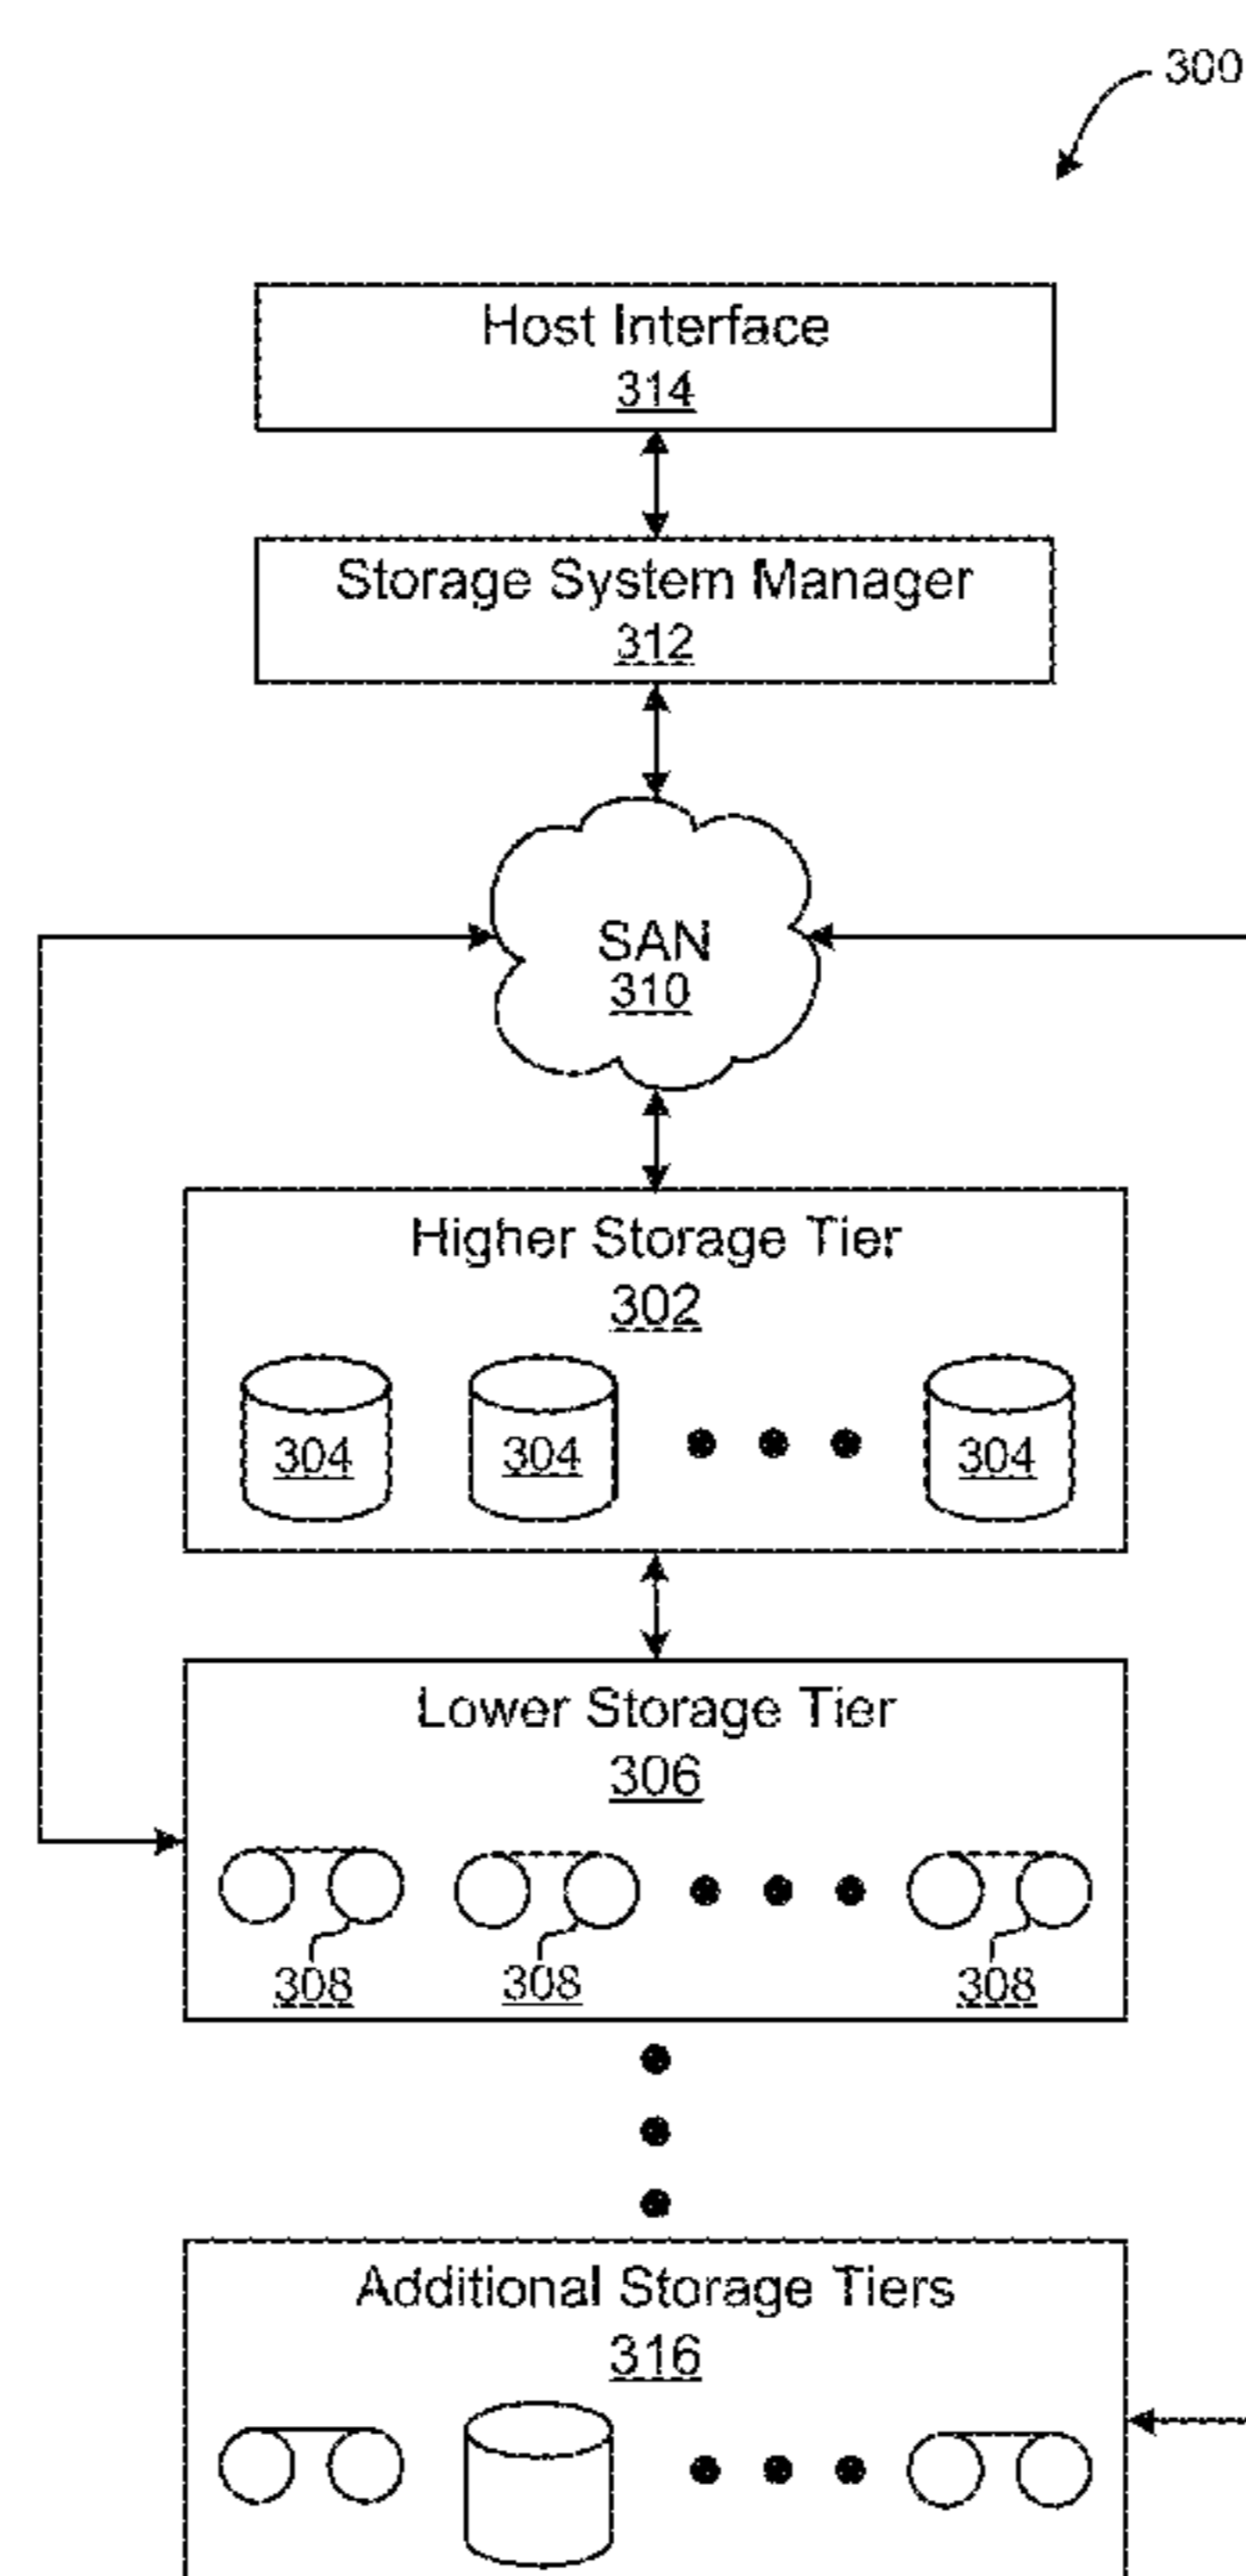 300
Host Interface
314
Storage System Manager
312
SAN
310
Higher Storage Tier
302
304 304 304
Lower Storage Tier
306
308 308 308
Additional Storage Tiers
316